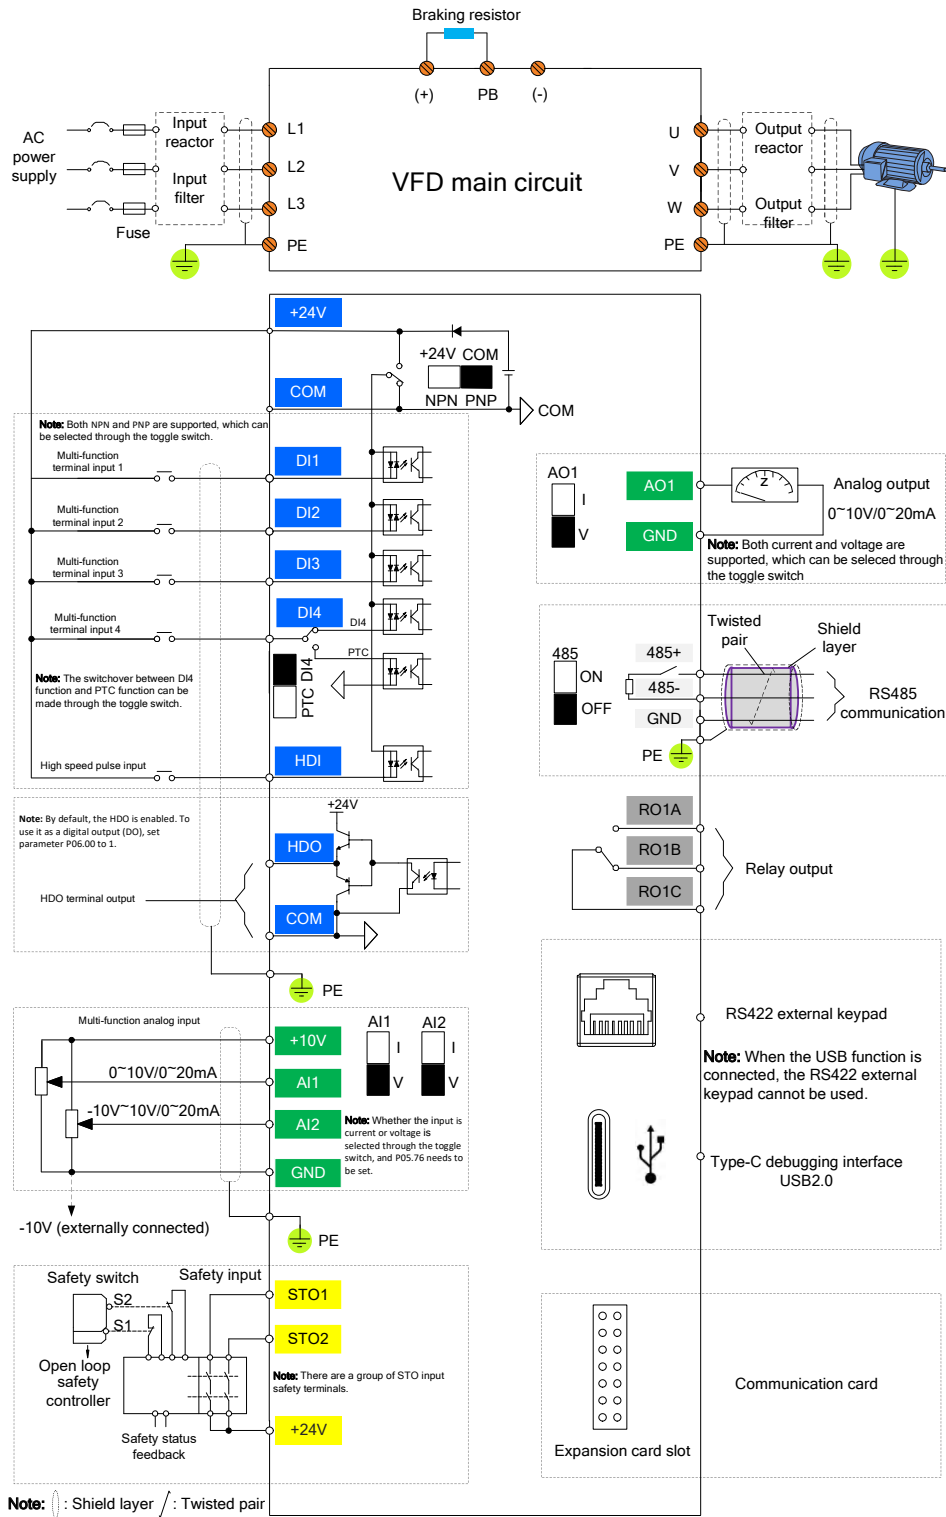 Braking resistor
(+)
PB
(-)
AC
power
supply
Fuse
Input
reactor
Input
filter
L1
L2
L3
PE
VFD main circuit
U
V
W
PE
Output
reactor
Output
filter
+24V
+24V COM
NPN PNP
COM
COM
Note: Both NPN and PNP are supported, which can
be selected through the toggle switch.
Multi-function
terminal input 1
DI1
Multi-function
terminal input 2
DI2
Multi-function
terminal input 3
DI3
Multi-function
terminal input 4
DI4
DI4
PTC
PTC DI4
Note: The switchover between DI4
function and PTC function can be
made through the toggle switch.
High speed pulse input
HDI
AO1
I
V
AO1
GND
Z
Analog output
0~10V/0~20mA
Note: Both current and voltage are
supported, which can be seleced through
the toggle switch
485
ON
OFF
485+
485-
GND
PE
Twisted
pair
Shield
layer
RS485
communication
Note: By default, the HDO is enabled. To
use it as a digital output (DO), set
parameter P06.00 to 1.
+24V
HDO
HDO terminal output
COM
PE
RO1A
RO1B
RO1C
Relay output
Multi-function analog input
+10V
0~10V/0~20mA
AI1
-10V~10V/0~20mA
AI2
GND
AI1
I
V
AI2
I
V
Note: Whether the input is
current or voltage is
selected through the toggle
switch, and P05.76 needs to
be set.
-10V (externally connected)
PE
RS422 external keypad
Note: When the USB function is
connected, the RS422 external
keypad cannot be used.
Type-C debugging interface
USB2.0
Safety switch
Safety input
S2
S1
Open loop
safety
controller
Safety status
feedback
STO1
STO2
Note: There are a group of STO input
safety terminals.
+24V
Expansion card slot
Communication card
Note: : Shield layer : Twisted pair